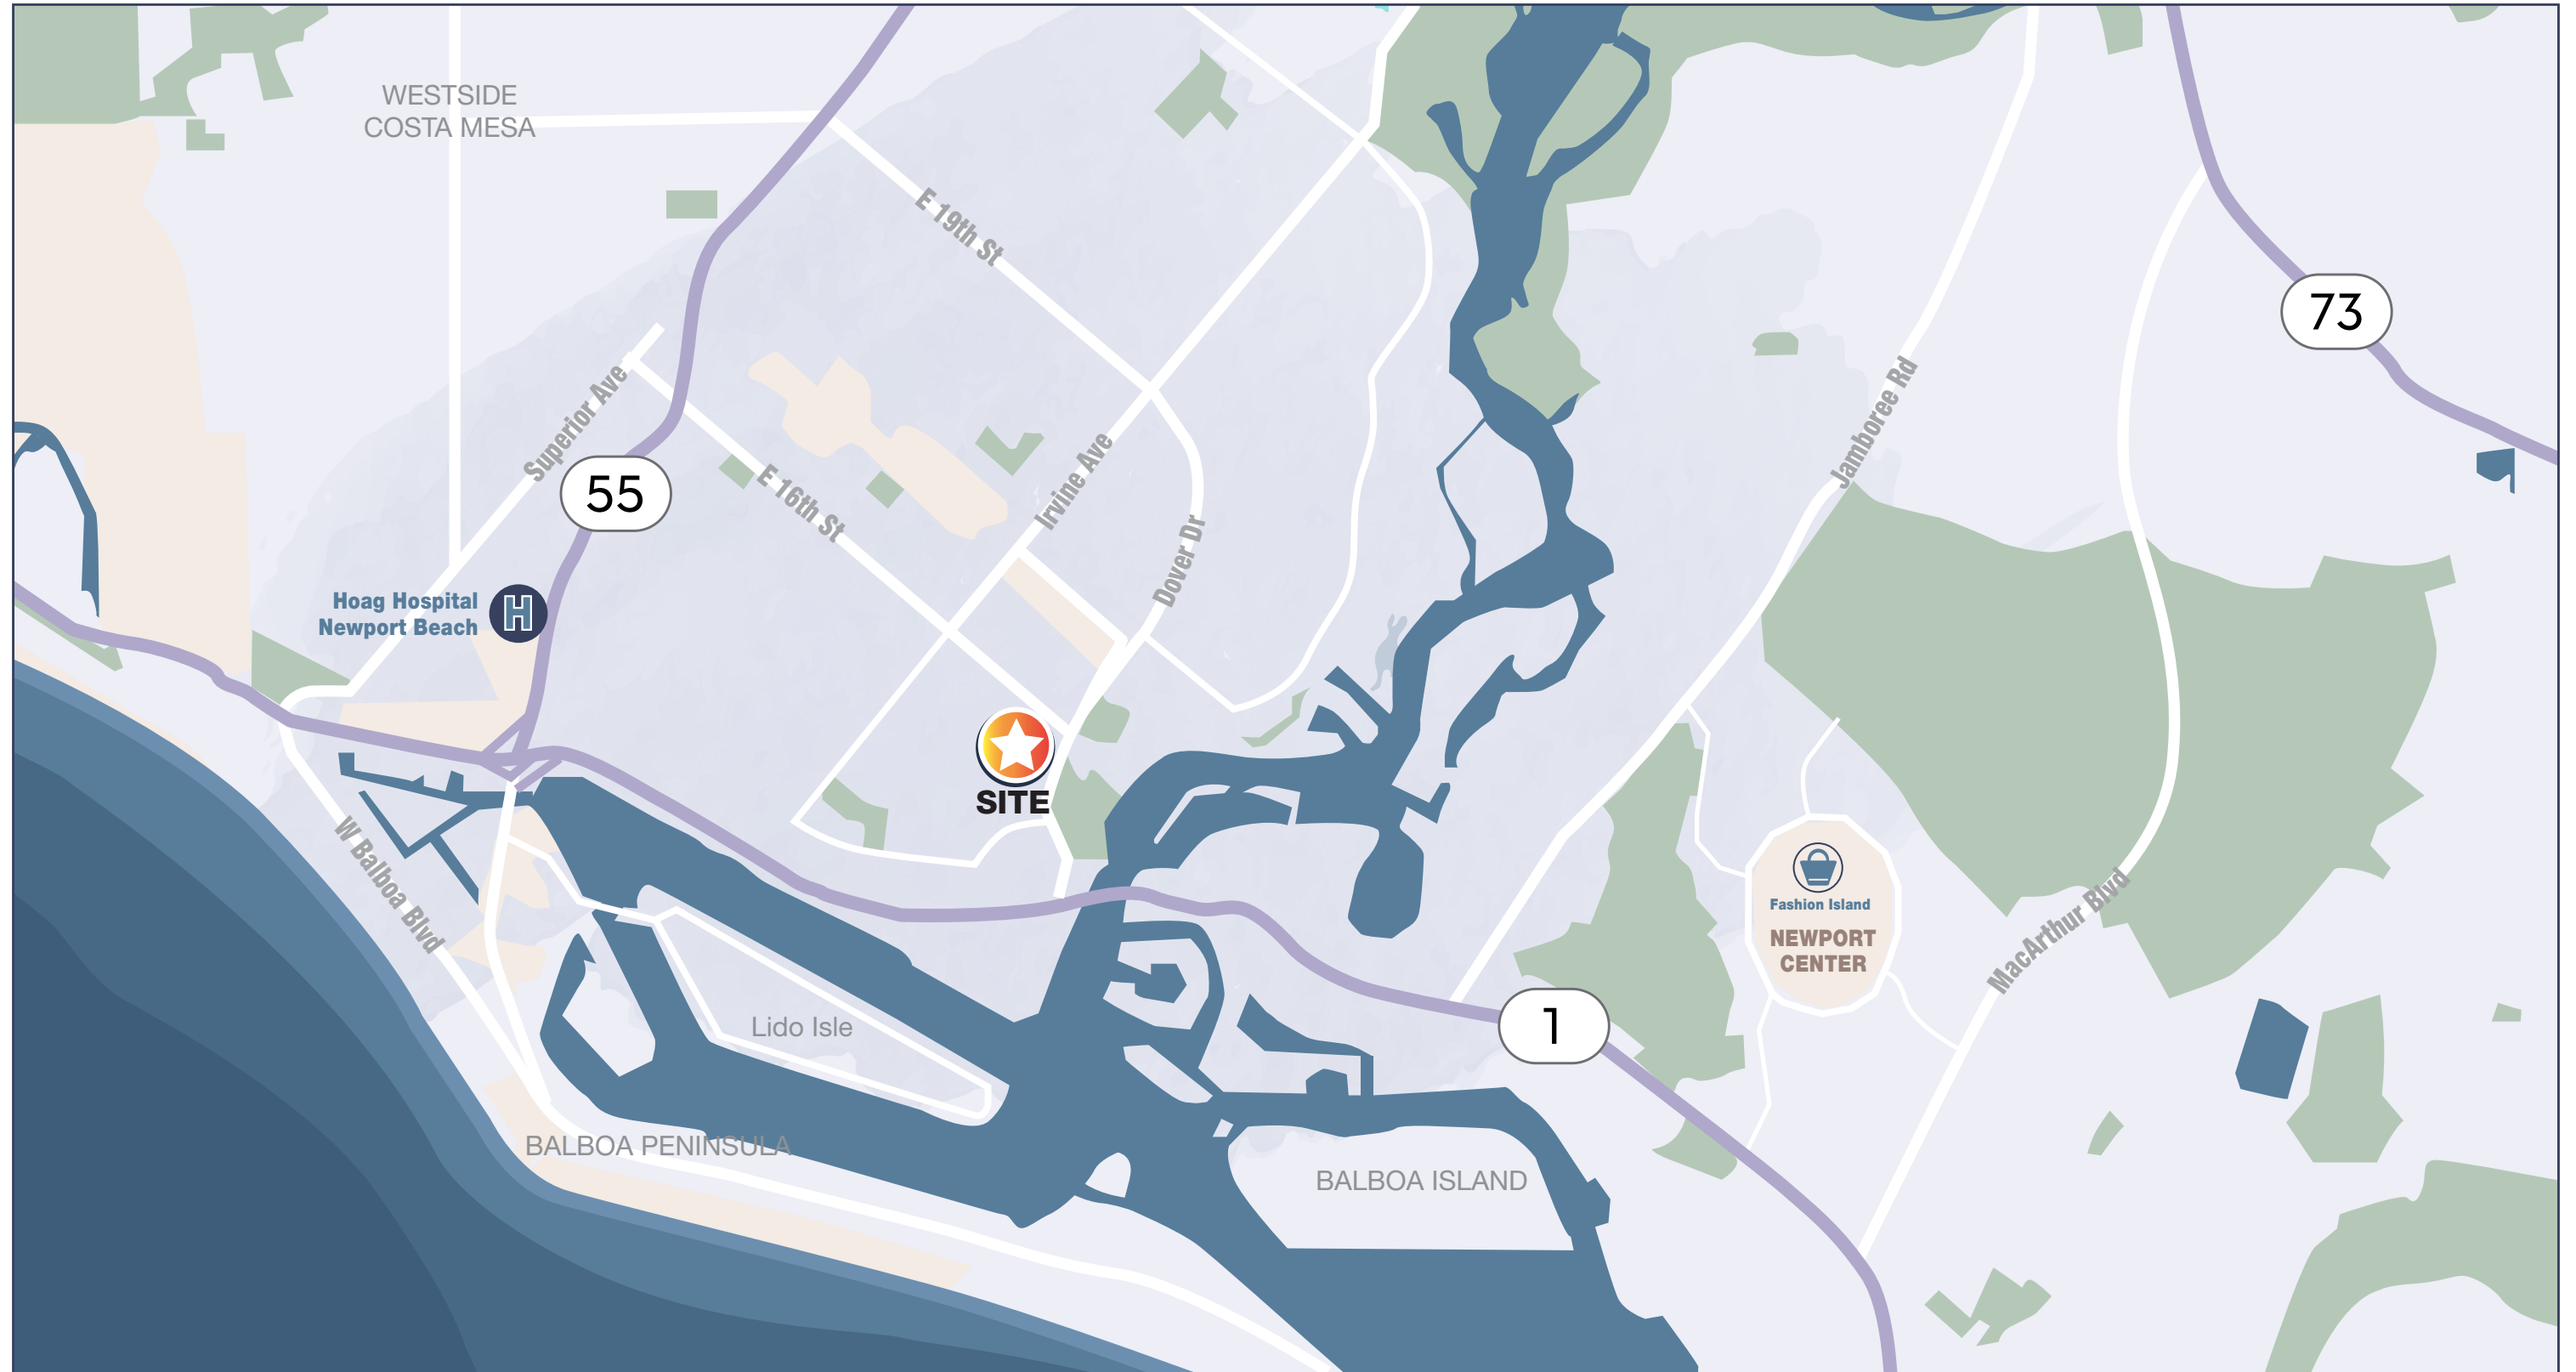 WESTSIDE
COSTA MESA
E 19th St
73
Superior Ave
Jamboree Rd
55
E 16th St
Irvine Ave
Dover Dr
Hoag Hospital
Newport Beach
H
SITE
W Balboa Blvd
Fashion Island
NEWPORT
CENTER
MacArthur Blvd
Lido Isle
1
BALBOA PENINSULA
BALBOA ISLAND